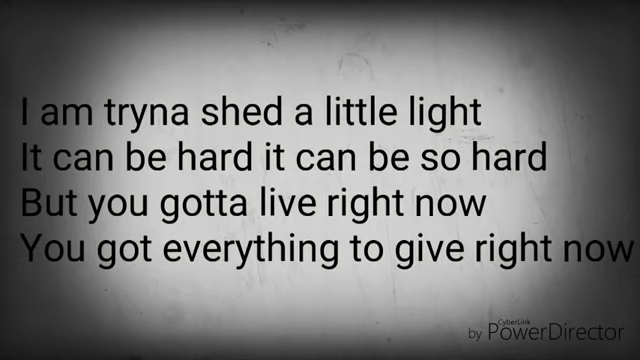 I am tryna shed a little light
It can be hard it can be so hard
But you gotta live right now
You got everything to give right now
CyberLink
by PowerDirector